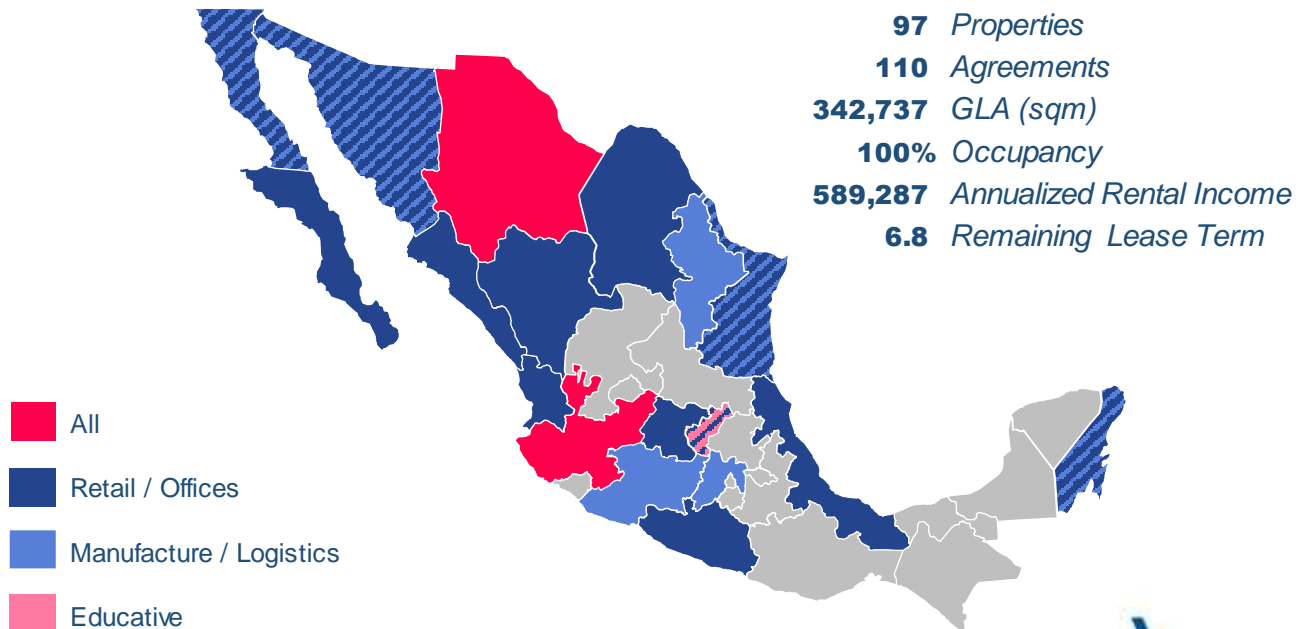 97 Properties
110 Agreements
342,737 GLA (sqm)
100% Occupancy
589,287 Annualized Rental Income
6.8 Remaining Lease Term
All
Retail / Offices
Manufacture / Logistics
Educative